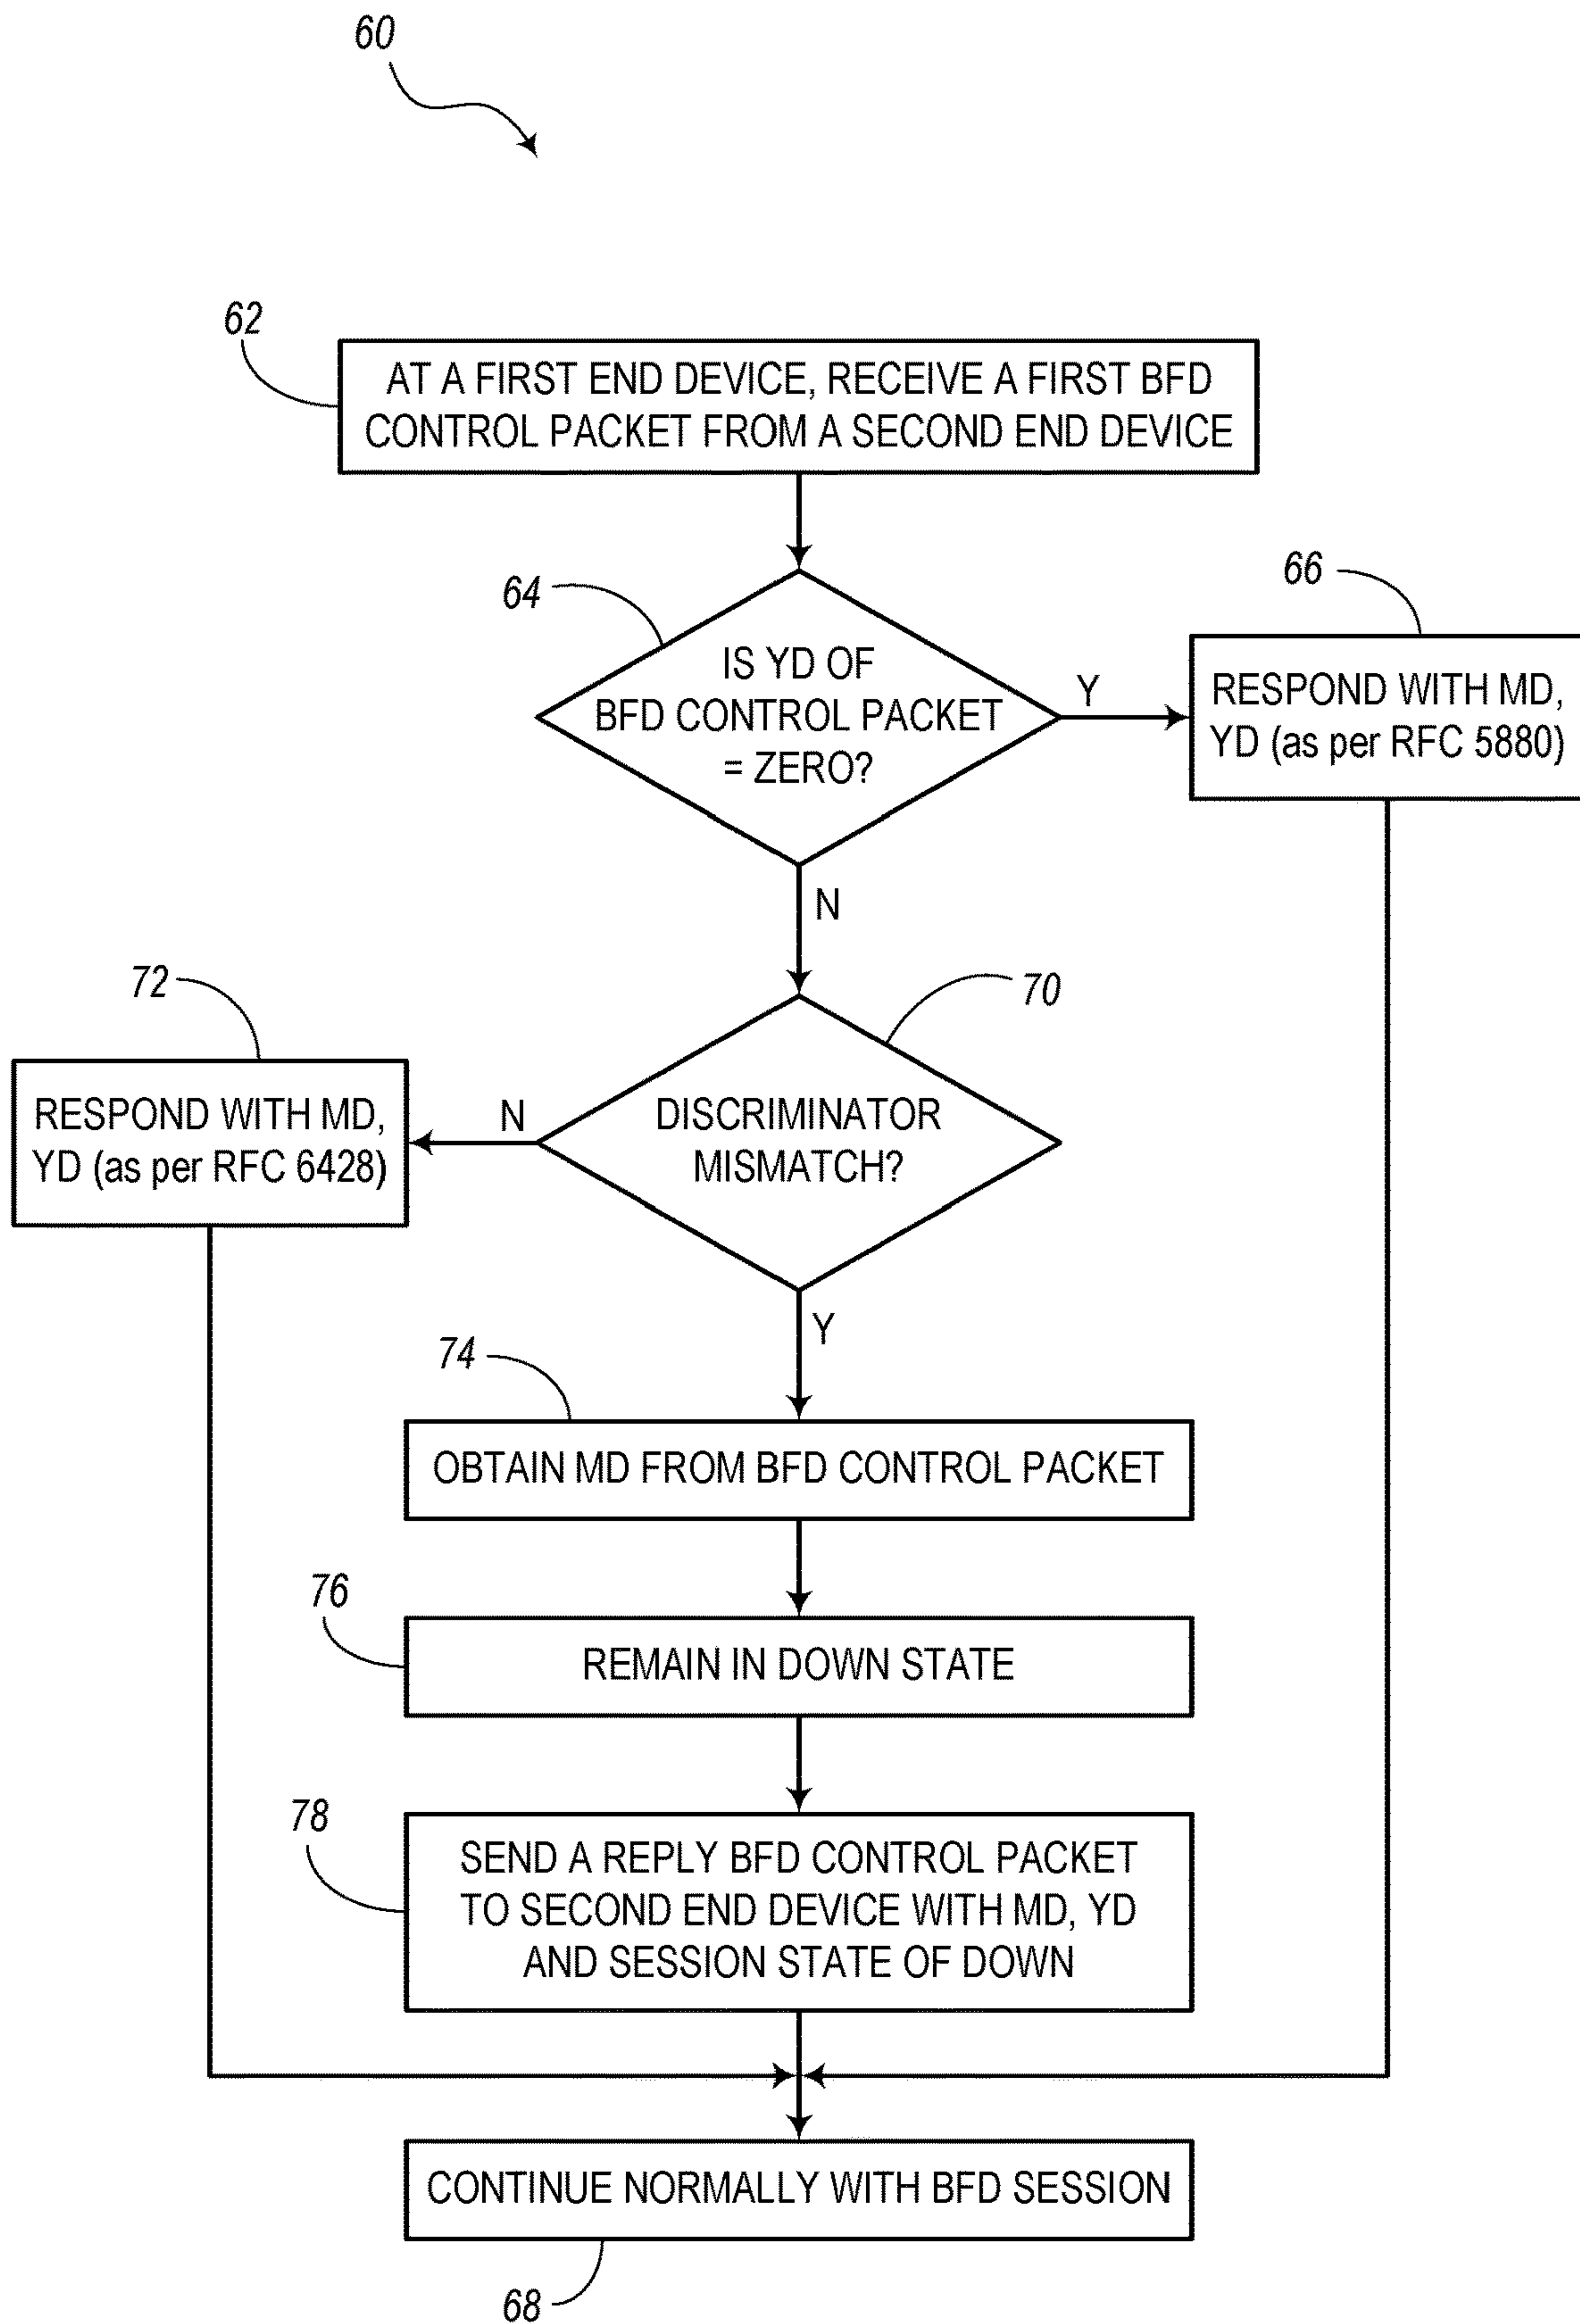 60
62
AT A FIRST END DEVICE, RECEIVE A FIRST BFD
CONTROL PACKET FROM A SECOND END DEVICE
64
IS YD OF
BFD CONTROL PACKET
= ZERO?
Y
66
RESPOND WITH MD,
YD (as per RFC 5880)
N
70
DISCRIMINATOR
MISMATCH?
N
72
RESPOND WITH MD,
YD (as per RFC 6428)
Y
74
OBTAIN MD FROM BFD CONTROL PACKET
76
REMAIN IN DOWN STATE
78
SEND A REPLY BFD CONTROL PACKET
TO SECOND END DEVICE WITH MD, YD
AND SESSION STATE OF DOWN
CONTINUE NORMALLY WITH BFD SESSION
68